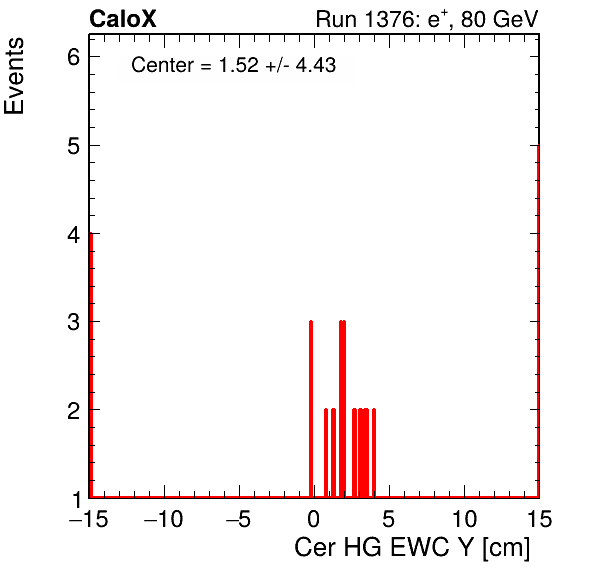 CaloX Run 1376: e⁺, 80 GeV
Events
Center = 1.52 +/- 4.43
6
5
4
3
2
1
−15 −10 −5 0 5 10 15
Cer HG EWC Y [cm]